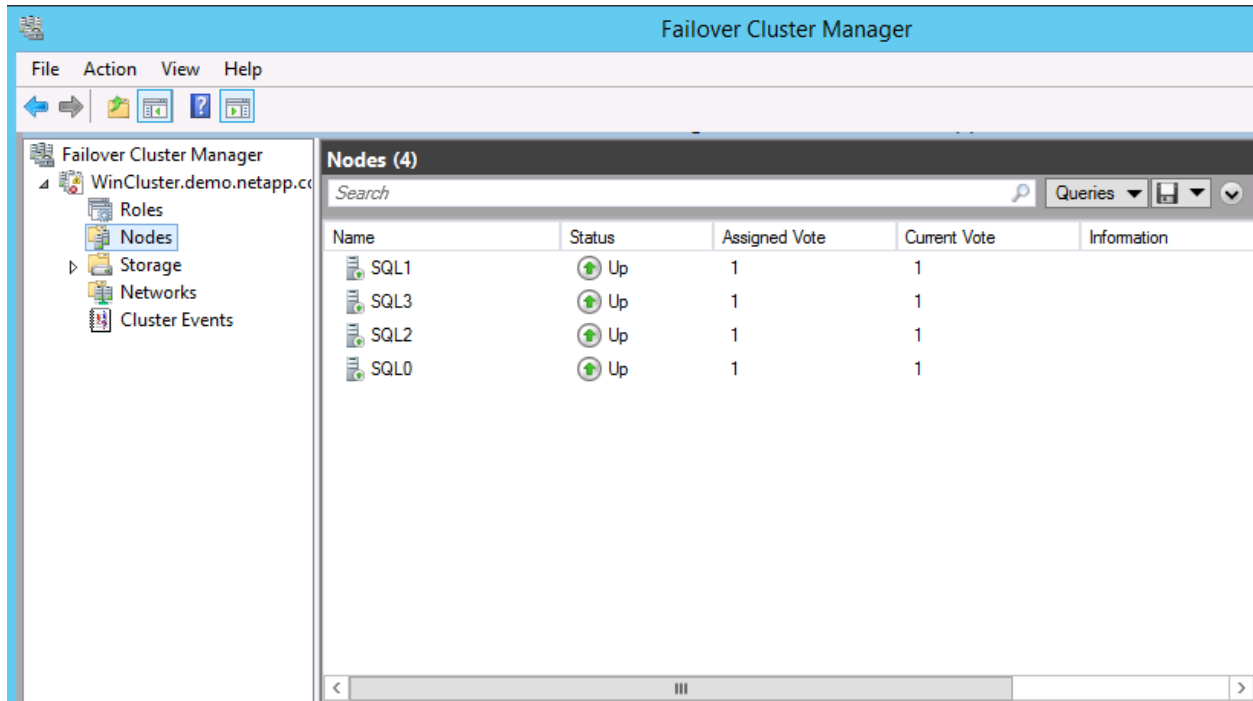 Failover Cluster Manager
File Action View Help
Failover Cluster Manager
WinCluster.demo.netapp.c
Roles
Nodes
Storage
Networks
Cluster Events
Nodes (4)
Search Queries
Name Status Assigned Vote Current Vote Information
SQL1 Up 1 1
SQL3 Up 1 1
SQL2 Up 1 1
SQL0 Up 1 1